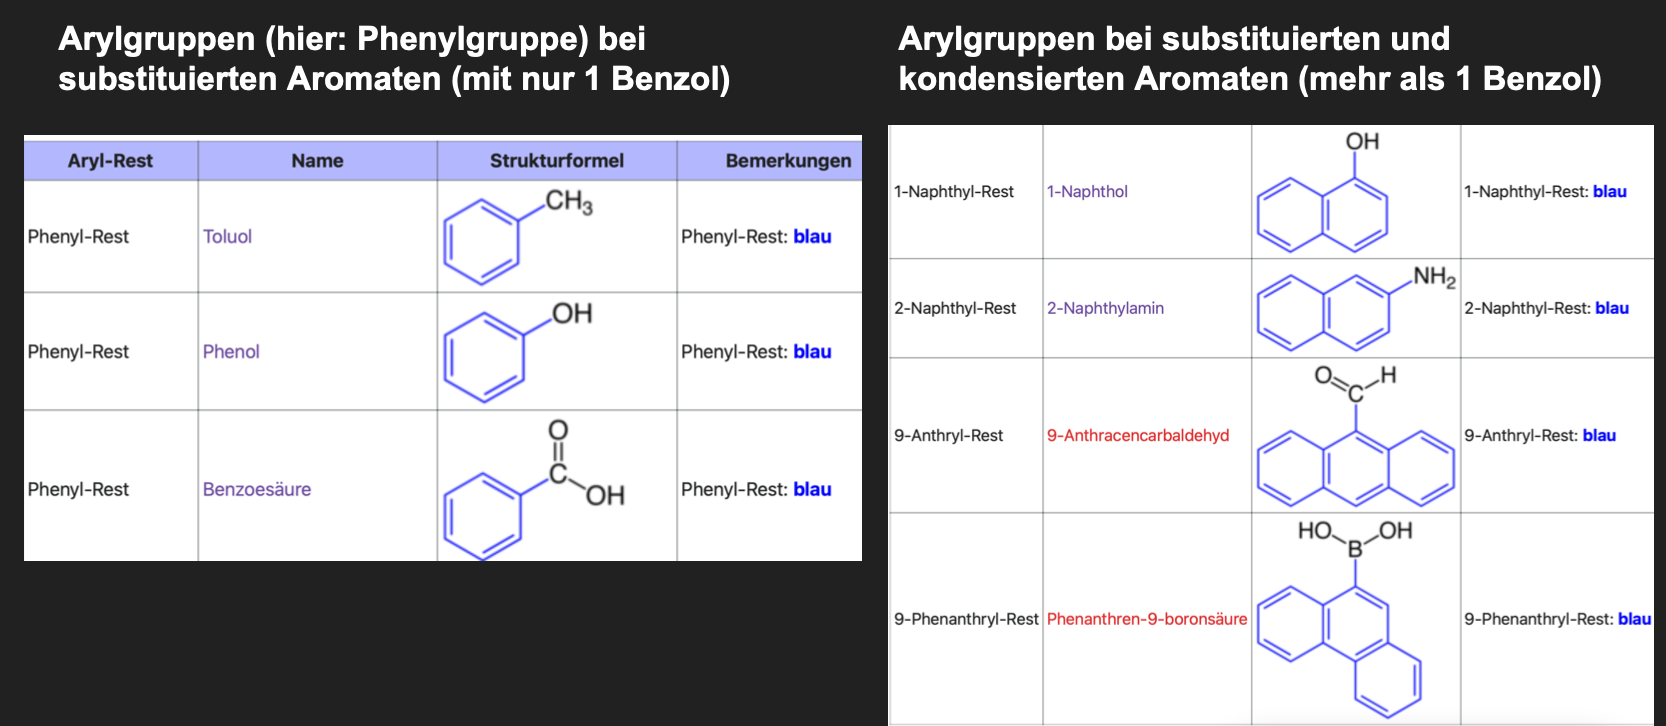 Arylgruppen (hier: Phenylgruppe) bei
substituierten Aromaten (mit nur 1 Benzol)
Aryl-Rest Name Strukturformel Bemerkungen
CH3
Phenyl-Rest Toluol Phenyl-Rest: blau
OH
Phenyl-Rest Phenol Phenyl-Rest: blau
O
C
OH
Phenyl-Rest Benzoesäure Phenyl-Rest: blau
Arylgruppen bei substituierten und
kondensierten Aromaten (mehr als 1 Benzol)
OH
1-Naphthyl-Rest 1-Naphthol 1-Naphthyl-Rest: blau
NH2
2-Naphthyl-Rest 2-Naphthylamin 2-Naphthyl-Rest: blau
O H
C
9-Anthryl-Rest 9-Anthracencarbaldehyd 9-Anthryl-Rest: blau
HO OH
B
9-Phenanthryl-Rest Phenanthren-9-boronsäure 9-Phenanthryl-Rest: blau